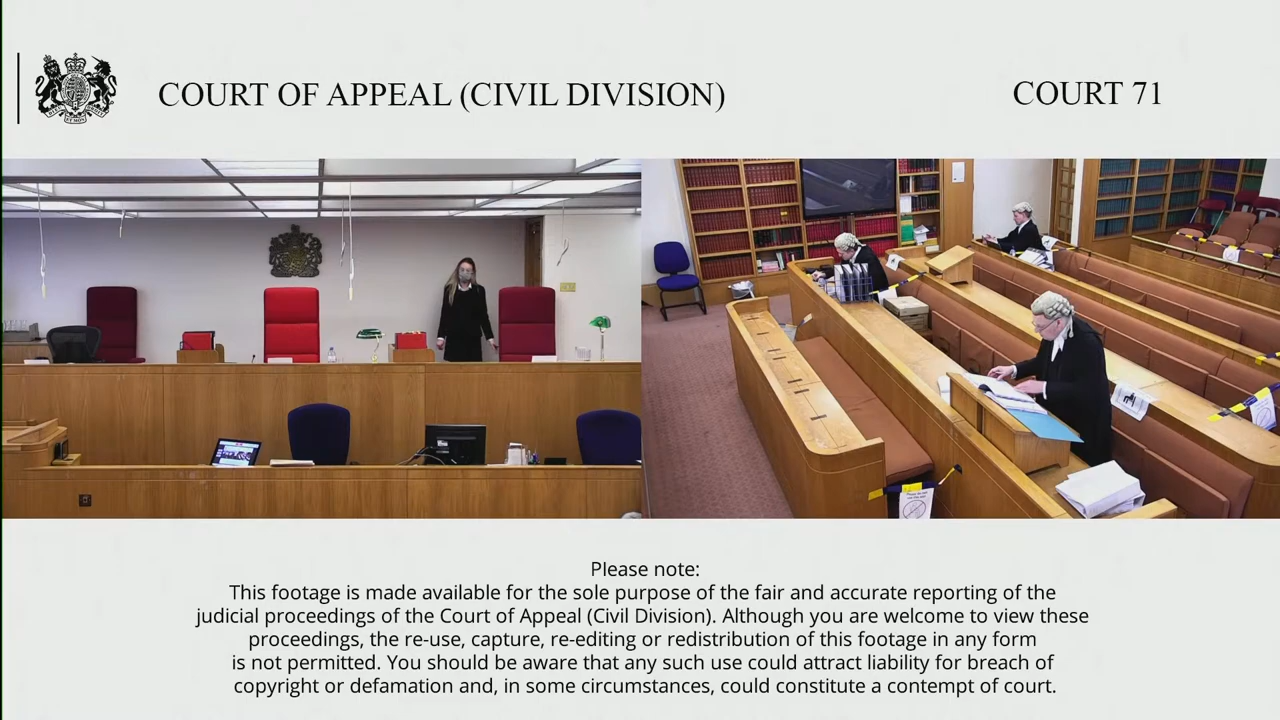 COURT OF APPEAL (CIVIL DIVISION)
COURT 71
Please note:
This footage is made available for the sole purpose of the fair and accurate reporting of the
judicial proceedings of the Court of Appeal (Civil Division). Although you are welcome to view these
proceedings, the re-use, capture, re-editing or redistribution of this footage in any form
is not permitted. You should be aware that any such use could attract liability for breach of
copyright or defamation and, in some circumstances, could constitute a contempt of court.